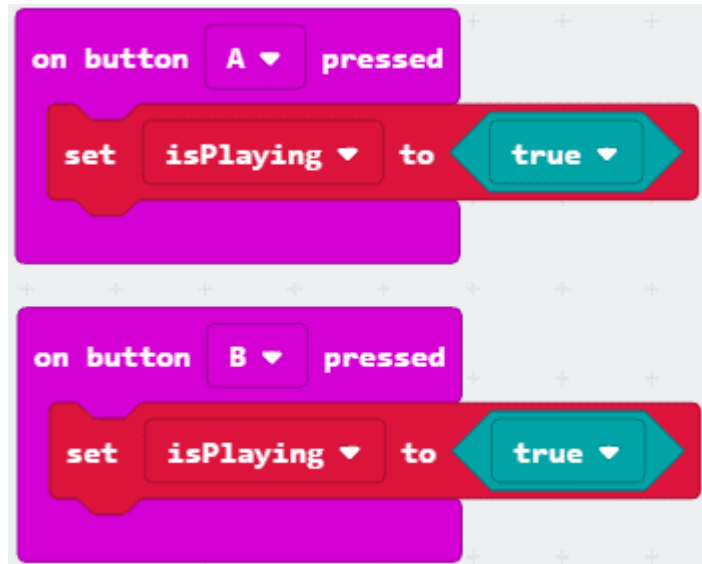 on button A pressed
set isPlaying to true
on button B pressed
set isPlaying to true